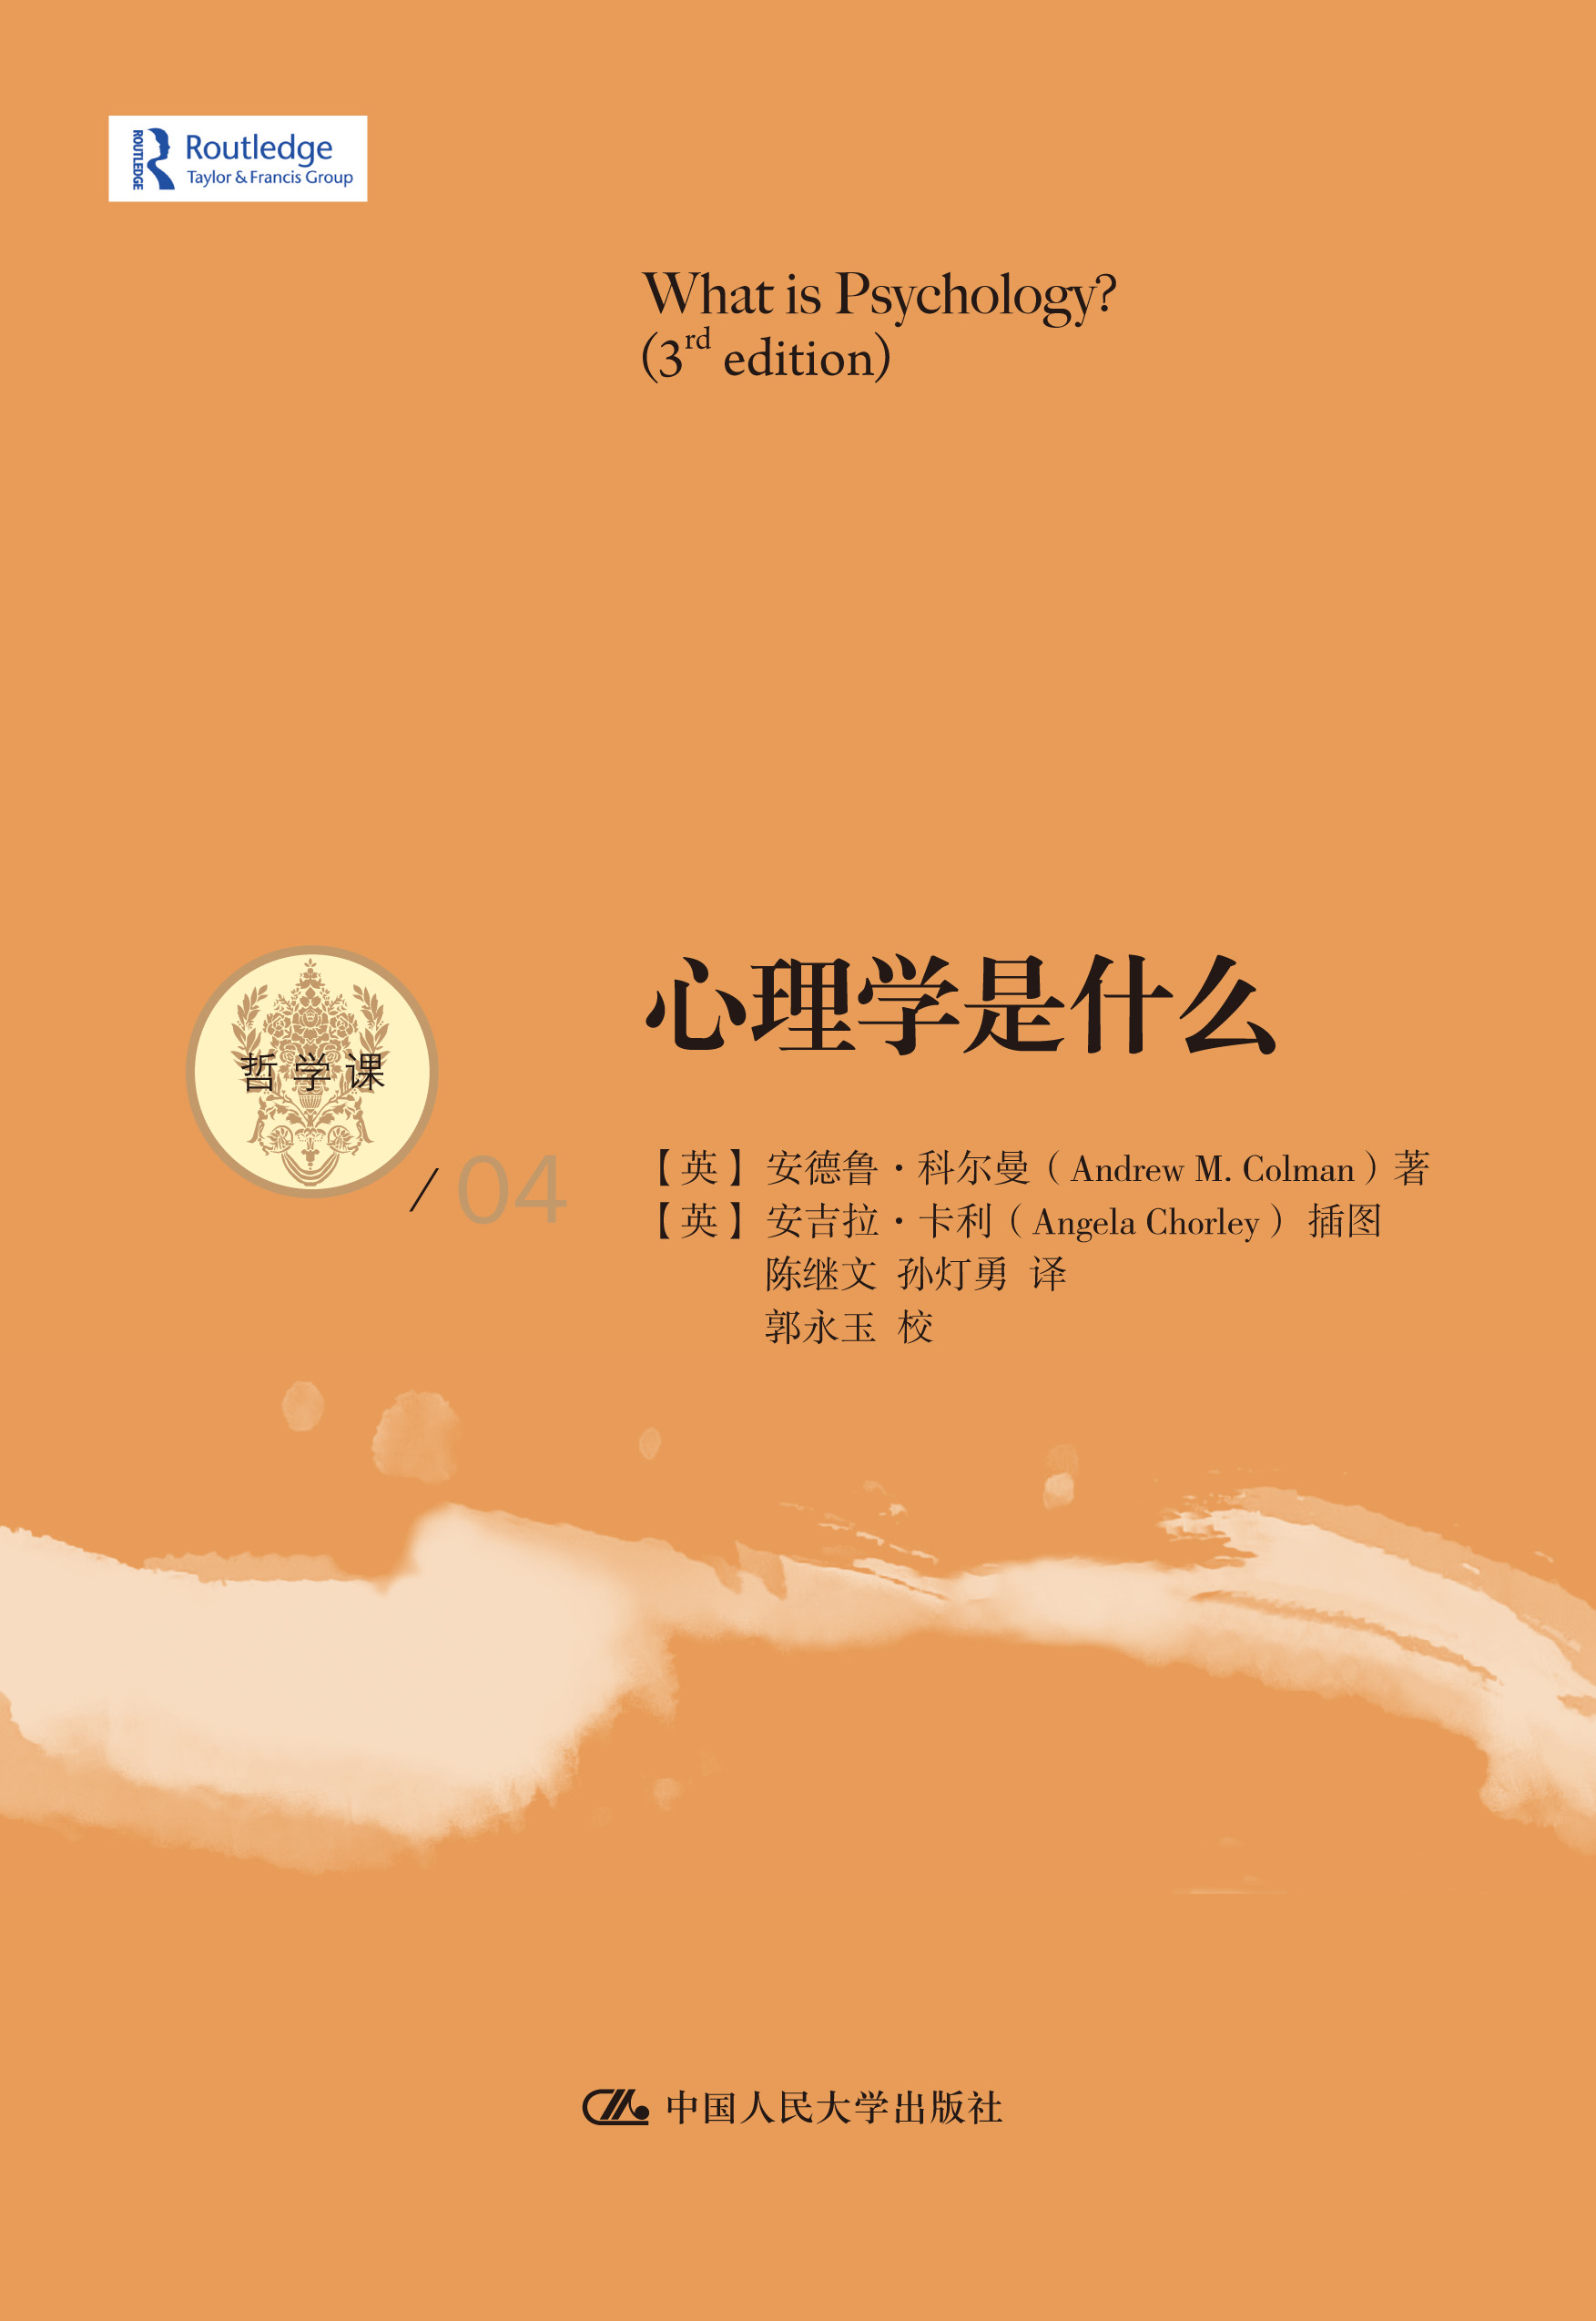 ROUTLEDGE
Routledge
Taylor & Francis Group
What is Psychology?
(3rd edition)
心理学是什么
哲学课
/ 04
【英】安德鲁·科尔曼（Andrew M. Colman）著
【英】安吉拉·卡利（Angela Chorley） 插图
陈继文 孙灯勇 译
郭永玉 校
中国人民大学出版社